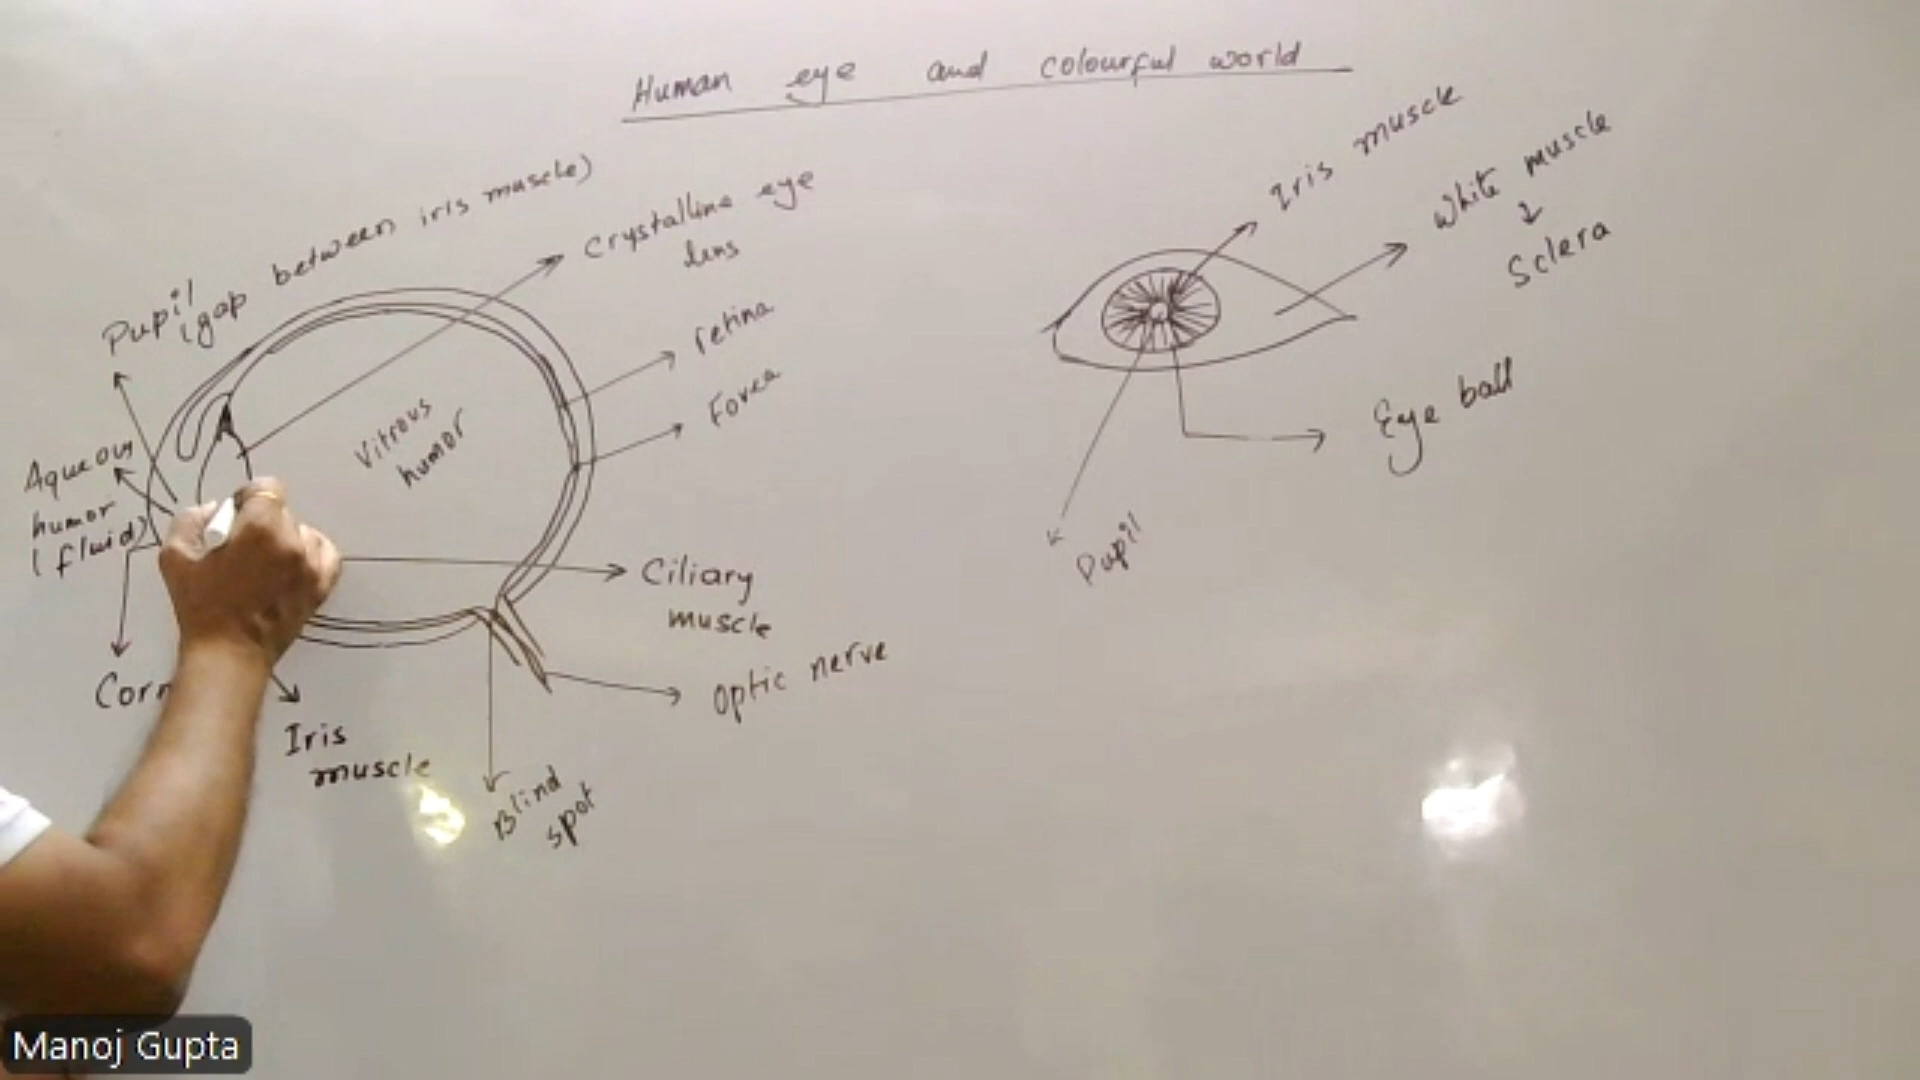 Human eye and colourful world
Pupil
(gap between iris muscle)
Crystalline eye
lens
retina
Fovea
Vitrous
humor
Aqueous
humor
(fluid)
Ciliary
muscle
Optic nerve
Corn
Iris
muscle
Blind
spot
Iris muscle
White muscle
Sclera
Eye ball
Pupil
Manoj Gupta